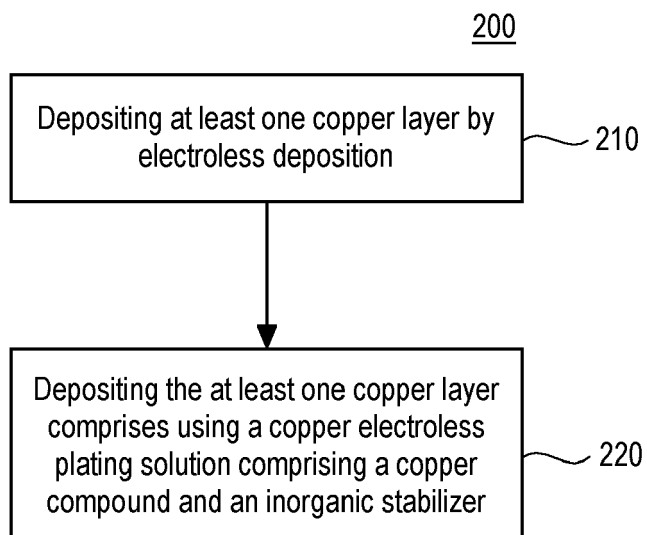 200
Depositing at least one copper layer by
electroless deposition
210
Depositing the at least one copper layer
comprises using a copper electroless
plating solution comprising a copper
compound and an inorganic stabilizer
220